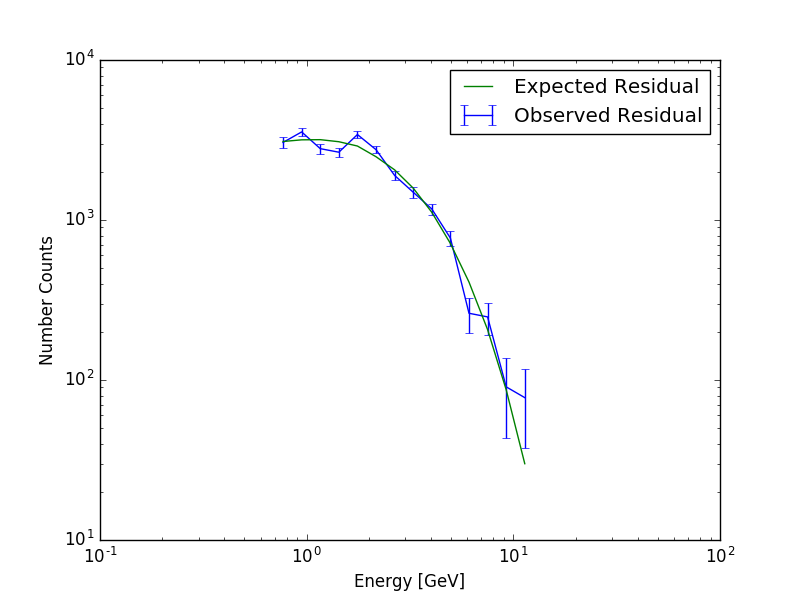 10^4
Expected Residual
Observed Residual
10^3
Number Counts
10^2
10^1
10^-1
10^0
10^1
10^2
Energy [GeV]